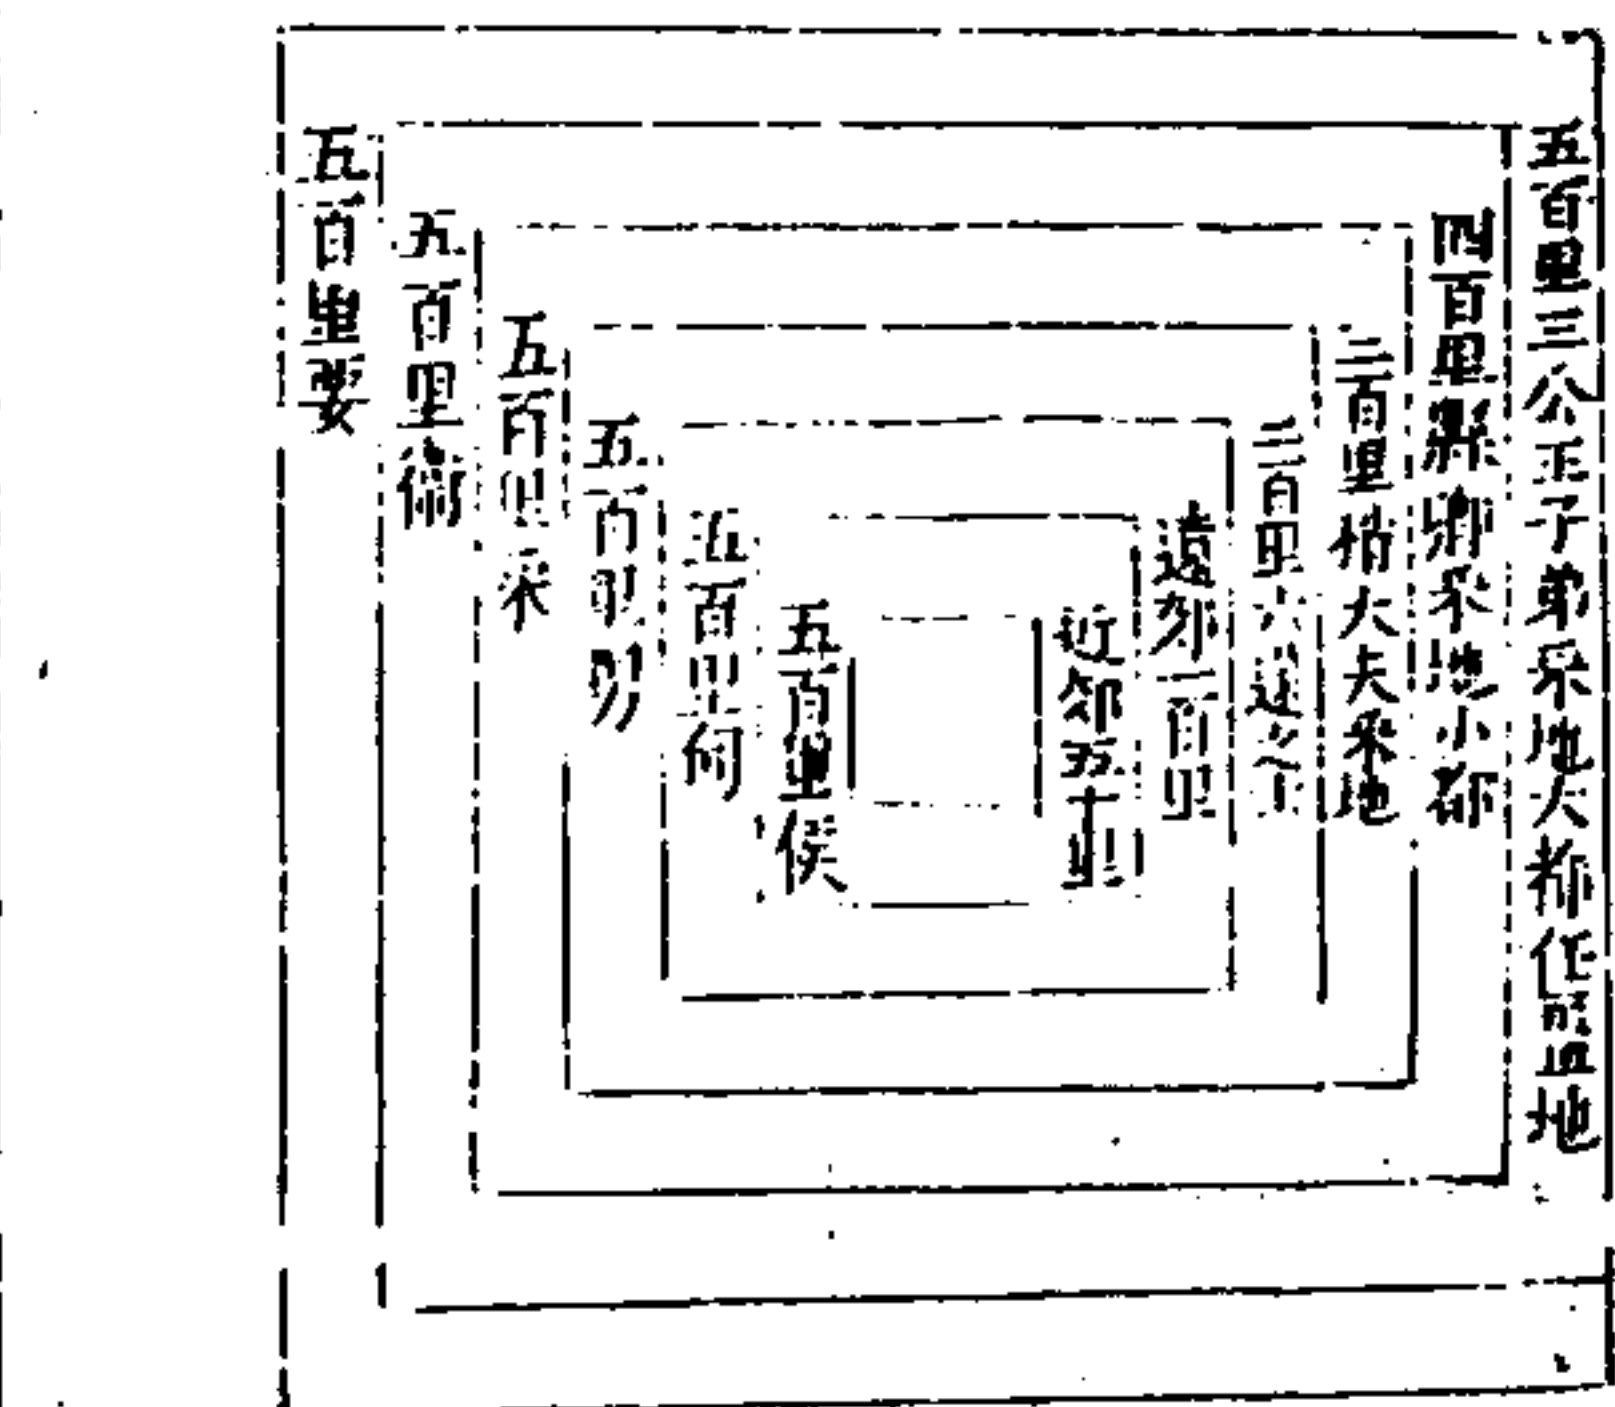 五百里三公王子弟采地大都任畺地
四百里縣卿采地小都
三百里稍大夫采地
二百里六遂之
遠郊一百里
近郊五十里
五百里侯
五百里甸
五百里男
五百里采
五百里衛
五百里要